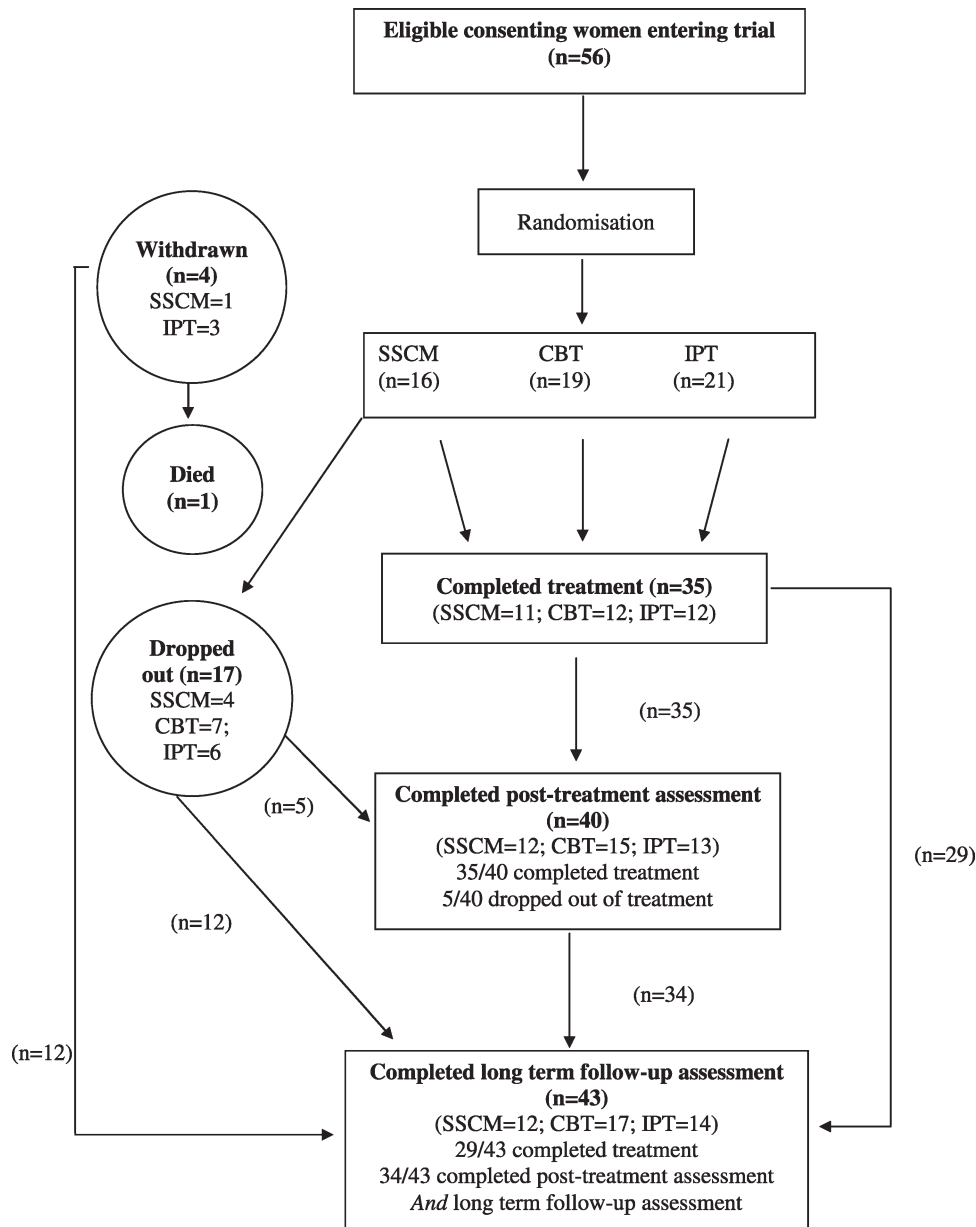 Eligible consenting women entering trial
(n=56)
Randomisation
Withdrawn
(n=4)
SSCM=1
IPT=3
SSCM CBT IPT
(n=16) (n=19) (n=21)
Died
(n=1)
Completed treatment (n=35)
(SSCM=11; CBT=12; IPT=12)
Dropped
out (n=17)
SSCM=4
CBT=7;
IPT=6
(n=35)
(n=5)
Completed post-treatment assessment
(n=40)
(SSCM=12; CBT=15; IPT=13)
35/40 completed treatment
5/40 dropped out of treatment
(n=29)
(n=12)
(n=34)
(n=12)
Completed long term follow-up assessment
(n=43)
(SSCM=12; CBT=17; IPT=14)
29/43 completed treatment
34/43 completed post-treatment assessment
And long term follow-up assessment